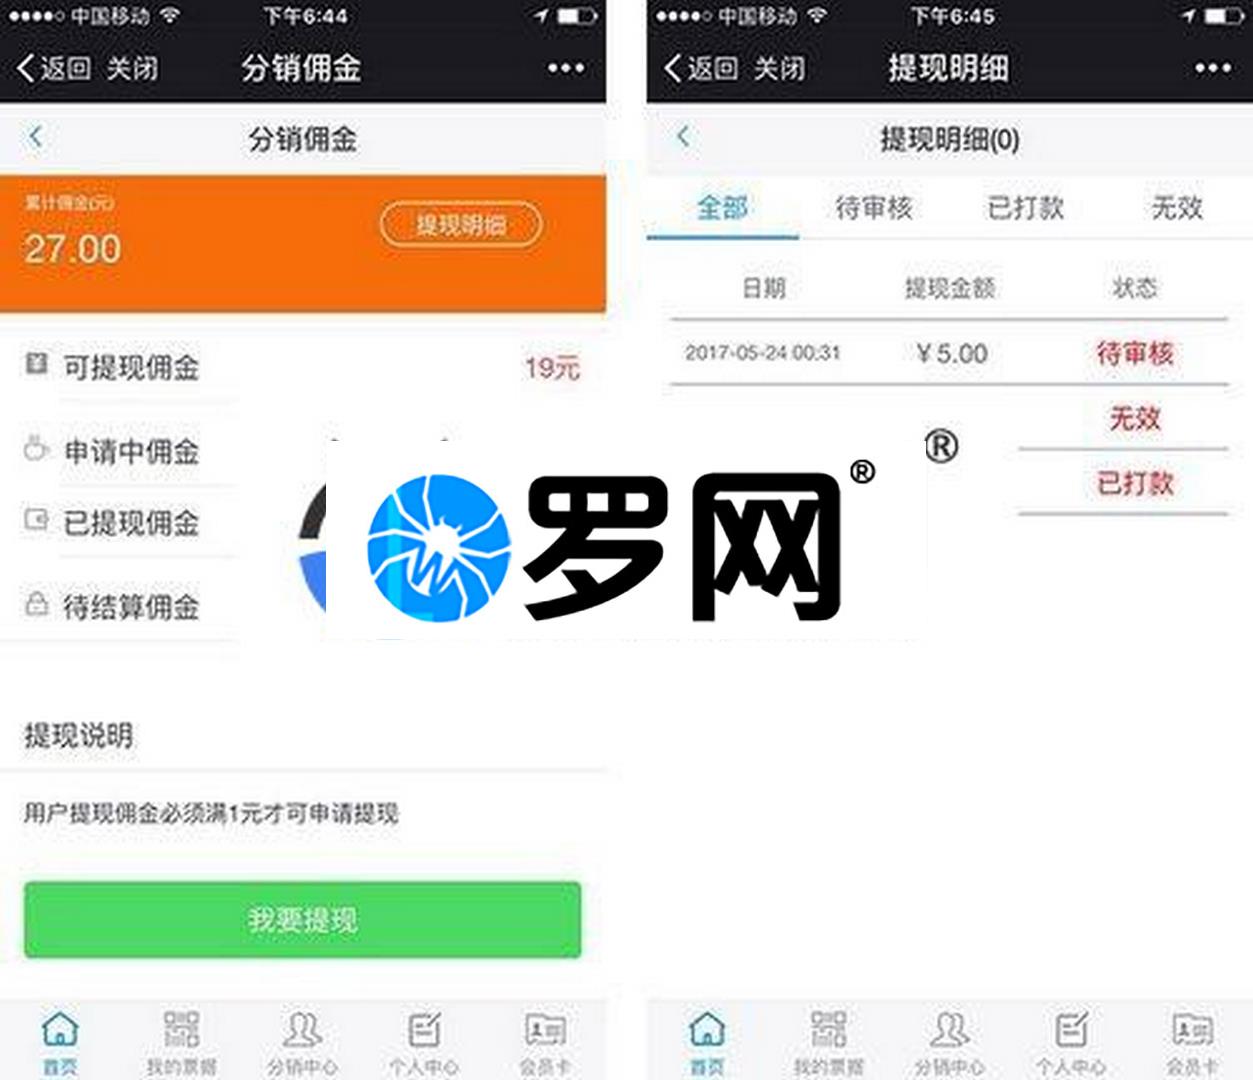 中国移动 下午6:44
返回 关闭 分销佣金
分销佣金
累计佣金(元)
27.00
提现明细
可提现佣金 19元
申请中佣金
已提现佣金
待结算佣金
提现说明
用户提现佣金必须满1元才可申请提现
我要提现
首页 我的票据 分销中心 个人中心 会员卡
中国移动 下午6:45
返回 关闭 提现明细
提现明细(0)
全部 待审核 已打款 无效
日期 提现金额 状态
2017-05-24 00:31 ¥5.00 待审核
无效
已打款
首页 我的票据 分销中心 个人中心 会员卡
罗网®
®